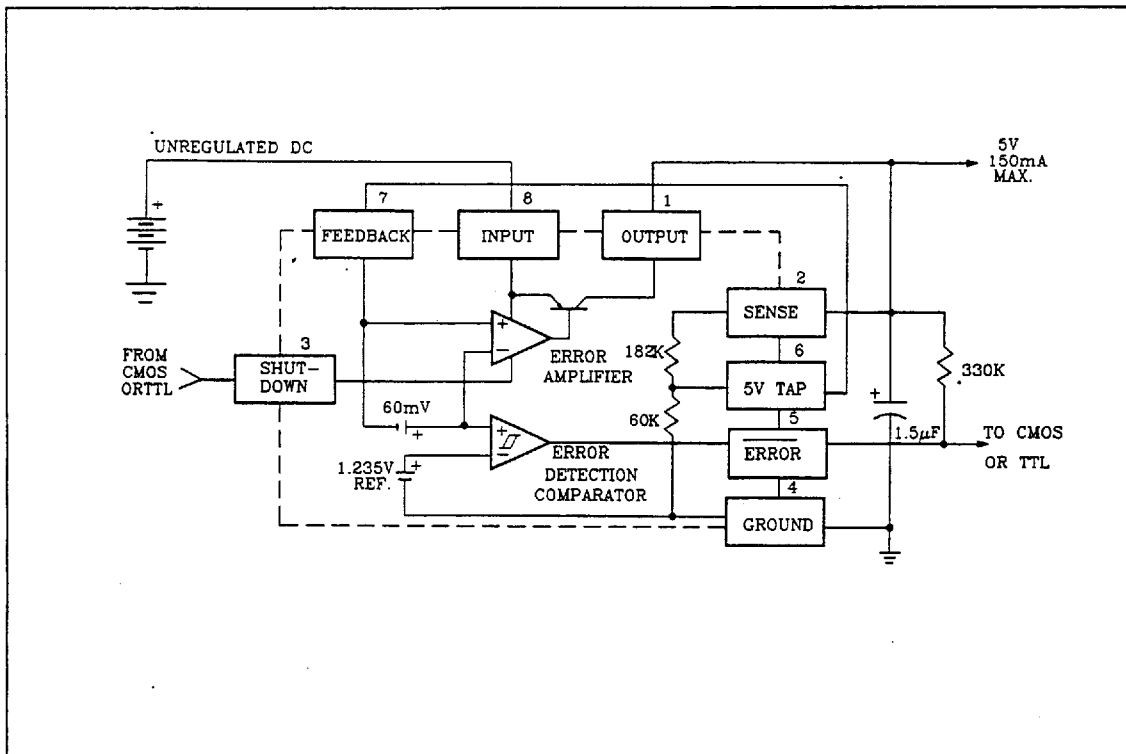 UNREGULATED DC
5V
150mA
MAX.
+
7
8
1
FEEDBACK
INPUT
OUTPUT
2
SENSE
+
−
ERROR
AMPLIFIER
182K
6
5V TAP
330K
FROM
CMOS
ORTTL
3
SHUT-
DOWN
60mV
+
60K
5
+
1.5μF
ERROR
TO CMOS
OR TTL
+
−
ERROR
DETECTION
COMPARATOR
1.235V
REF.
+
4
GROUND